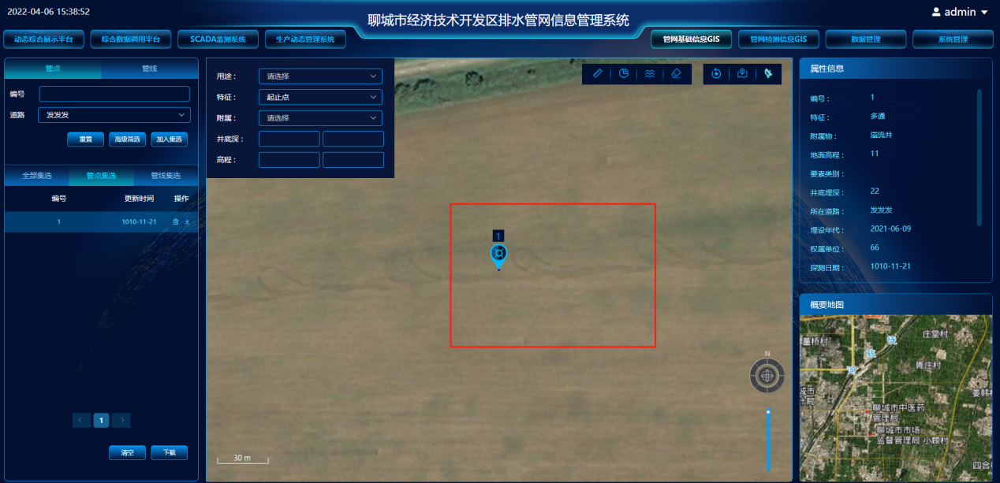 2022-04-06 15:38:52
聊城市经济技术开发区排水管网信息管理系统
admin
动态综合展示平台
综合数据调用平台
SCADA监测系统
生产动态管理系统
管网基础信息GIS
管网检测信息GIS
数据管理
系统管理
管点
管线
编号
道路
发发发
重置
高级筛选
加入集选
全部集选
管点集选
管线集选
编号
更新时间
操作
1
1010-11-21
1
清空
下载
用途：
请选择
特征：
起止点
附属：
请选择
井底深：
高程：
1
N
30 m
属性信息
编号：
1
特征：
多通
附属物：
溢流井
地面高程：
11
要素类别：
井底埋深：
22
所在道路：
发发发
埋设年代：
2021-06-09
权属单位：
66
探测日期：
1010-11-21
概要地图
董桥村
庄堂村
徒
骇
河
胥庄村
姜韩
城市
计局
聊城市中医药
管理局
聊城市市场
监督管理局
小顾村
四合